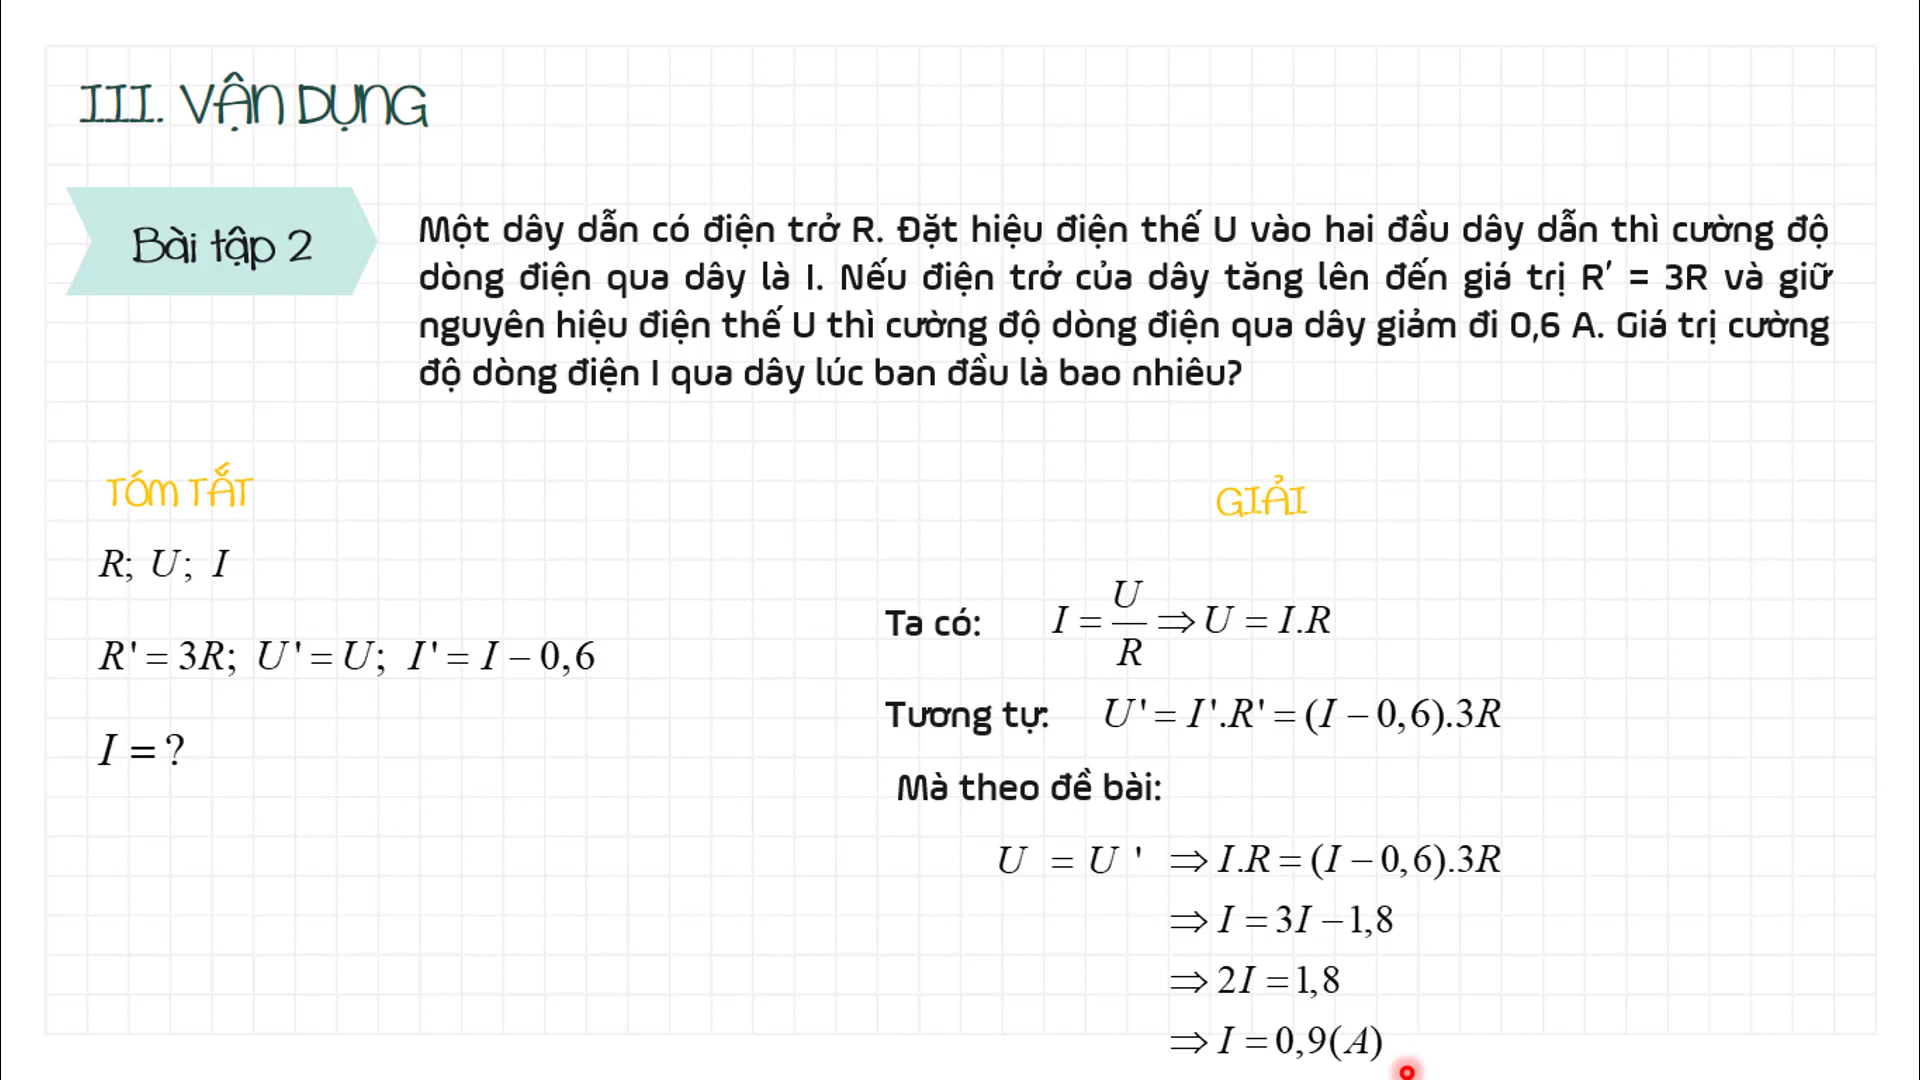 III. VẬN DỤNG
Bài tập 2
Một dây dẫn có điện trở R. Đặt hiệu điện thế U vào hai đầu dây dẫn thì cường độ
dòng điện qua dây là I. Nếu điện trở của dây tăng lên đến giá trị R' = 3R và giữ
nguyên hiệu điện thế U thì cường độ dòng điện qua dây giảm đi 0,6 A. Giá trị cường
độ dòng điện I qua dây lúc ban đầu là bao nhiêu?
TÓM TẮT
R; U; I
R'=3R; U'=U; I'=I−0,6
I=?
GIẢI
Ta có: I = U/R ⇒ U = I.R
Tương tự: U'=I'.R'=(I−0,6).3R
Mà theo đề bài:
U = U' ⇒ I.R=(I−0,6).3R
⇒ I=3I−1,8
⇒ 2I=1,8
⇒ I=0,9(A)